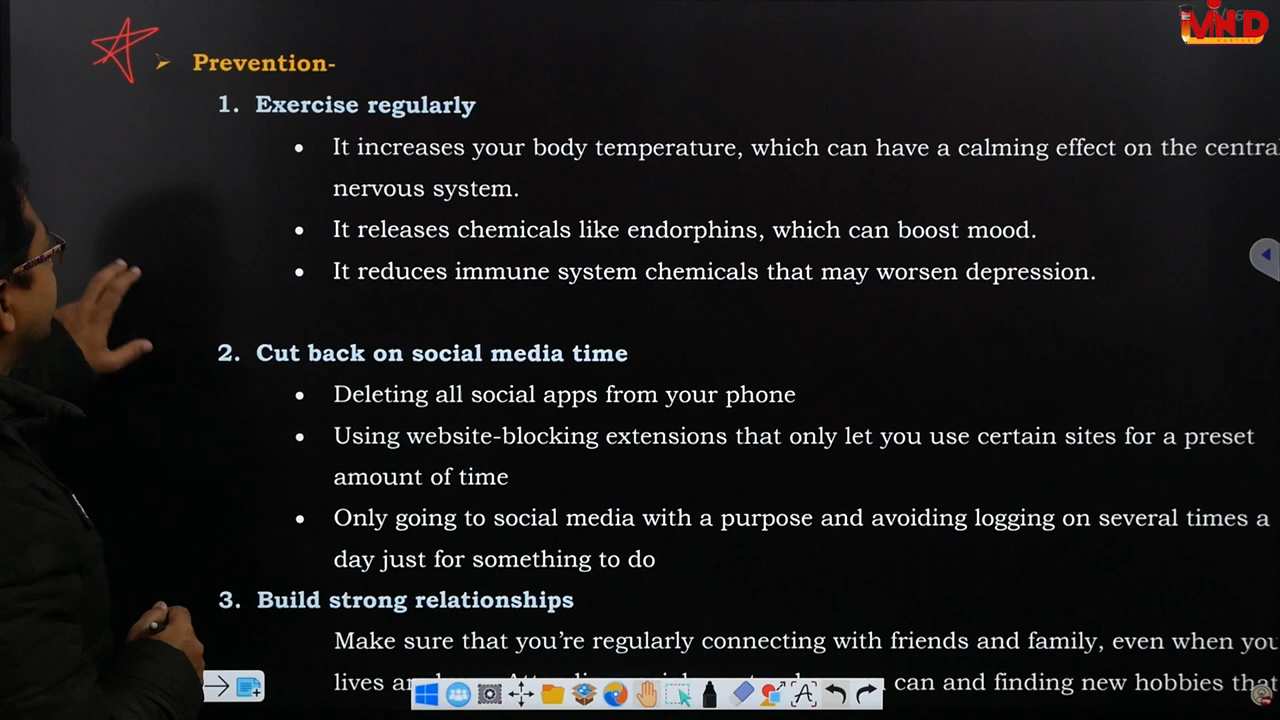 MIND
Prevention-
1. Exercise regularly
• It increases your body temperature, which can have a calming effect on the
nervous system.
• It releases chemicals like endorphins, which can boost mood.
• It reduces immune system chemicals that may worsen depression.
2. Cut back on social media time
• Deleting all social apps from your phone
• Using website-blocking extensions that only let you use certain sites for a preset
amount of time
• Only going to social media with a purpose and avoiding logging on several times a
day just for something to do
3. Build strong relationships
Make sure that you’re regularly connecting with friends and family, even when
lives can and finding new hobbies that